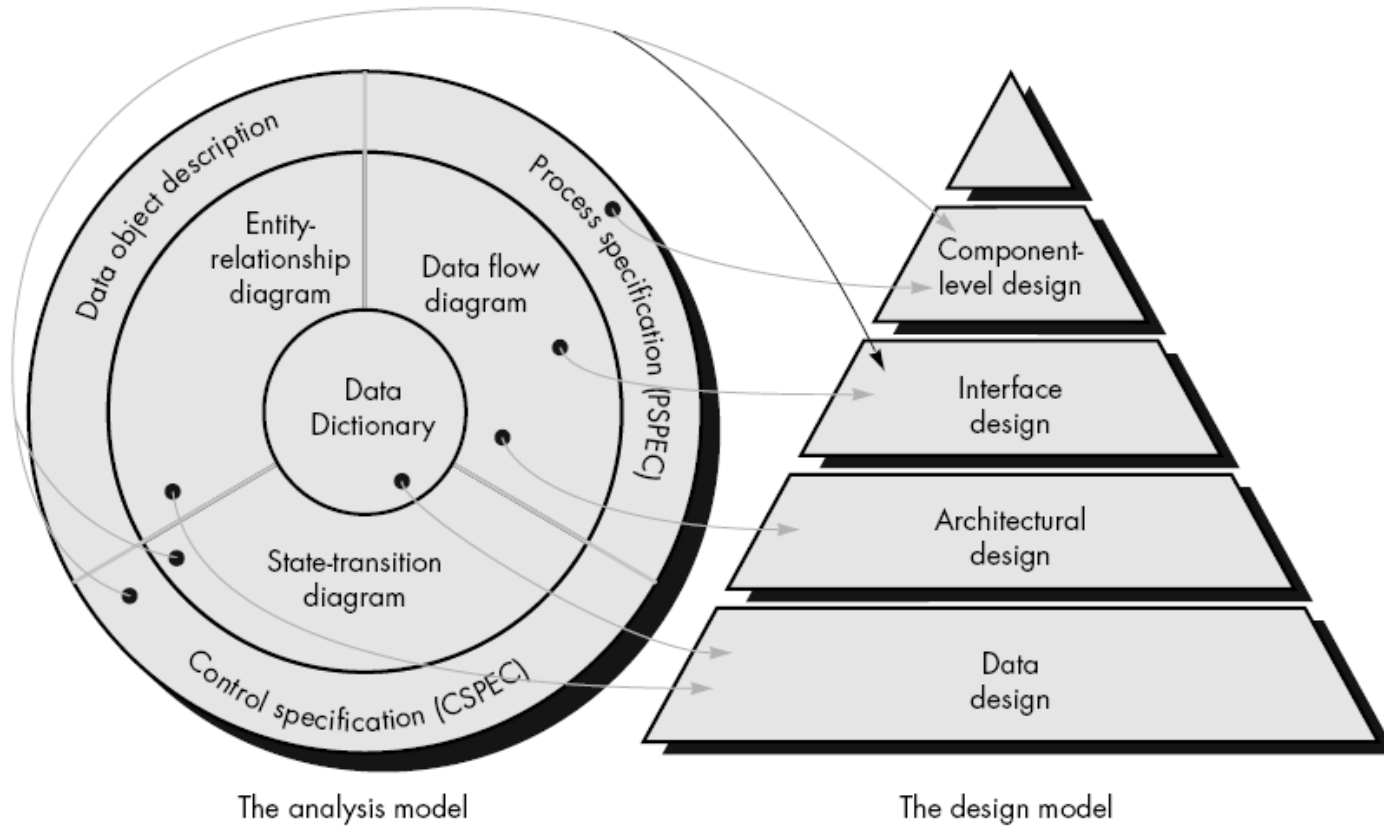 Data object description
Entity-
relationship
diagram
Data flow
diagram
Process specification (PSPEC)
Data
Dictionary
State-transition
diagram
Control specification (CSPEC)
The analysis model
Component-
level design
Interface
design
Architectural
design
Data
design
The design model